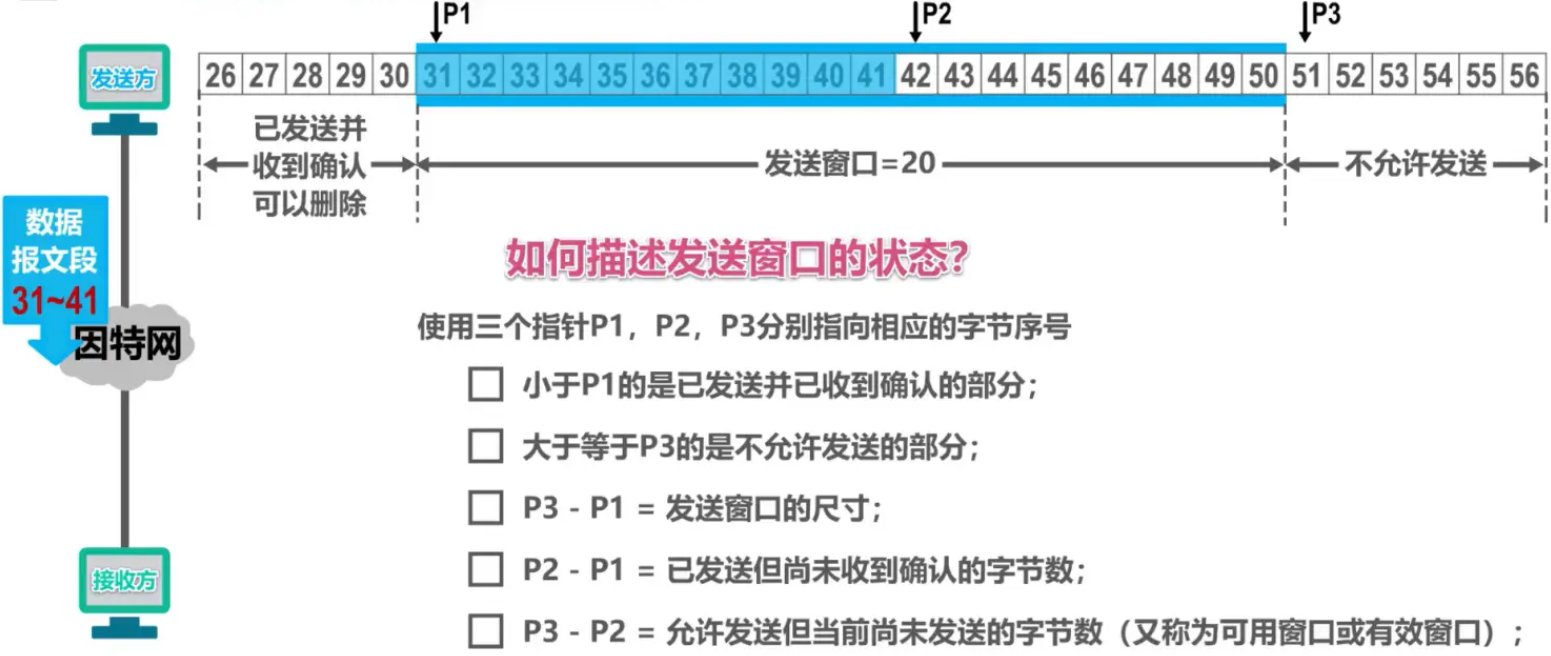 P1 P2 P3
发送方
26 27 28 29 30 31 32 33 34 35 36 37 38 39 40 41 42 43 44 45 46 47 48 49 50 51 52 53 54 55 56
已发送并
收到确认
可以删除
发送窗口=20
不允许发送
数据
报文段
31~41
因特网
接收方
如何描述发送窗口的状态?
使用三个指针P1，P2，P3分别指向相应的字节序号
小于P1的是已发送并已收到确认的部分；
大于等于P3的是不允许发送的部分；
P3 - P1 = 发送窗口的尺寸；
P2 - P1 = 已发送但尚未收到确认的字节数；
P3 - P2 = 允许发送但当前尚未发送的字节数（又称为可用窗口或有效窗口）；